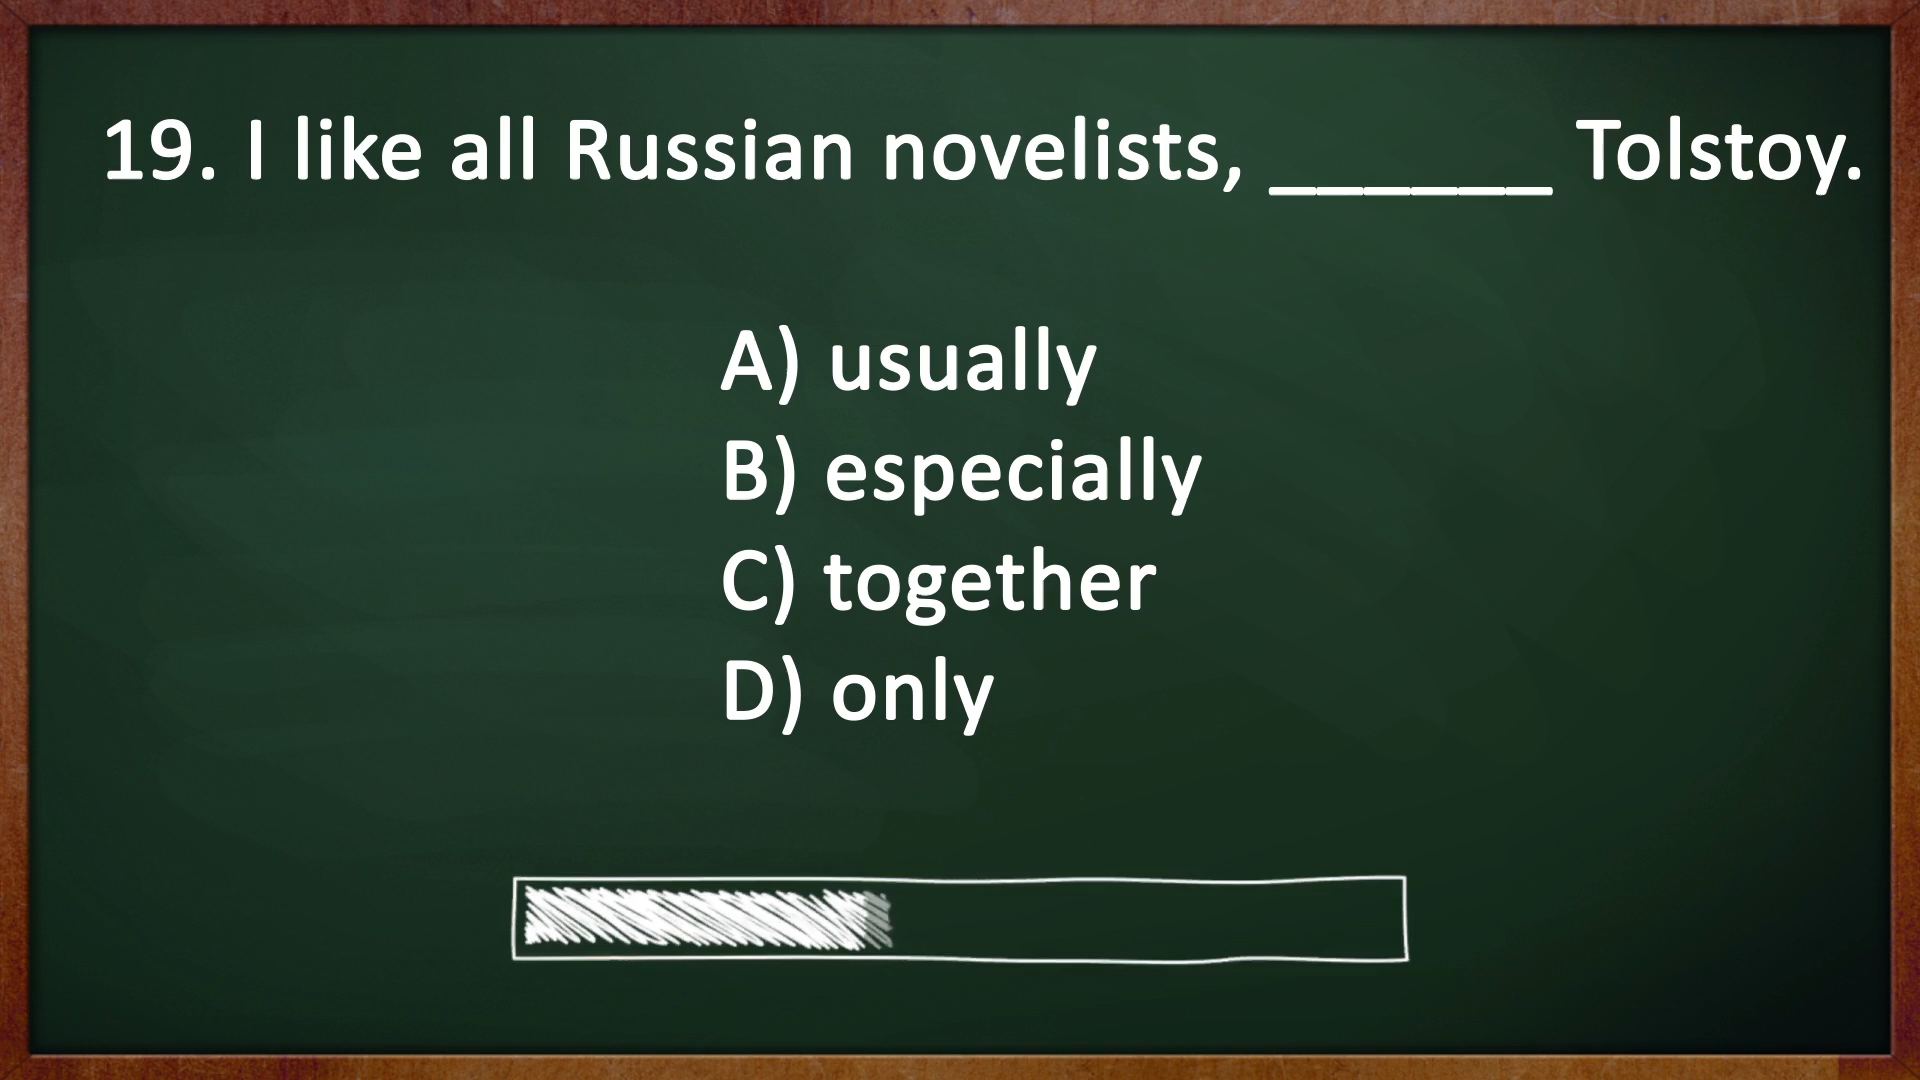 19. I like all Russian novelists, ______ Tolstoy.
A) usually
B) especially
C) together
D) only